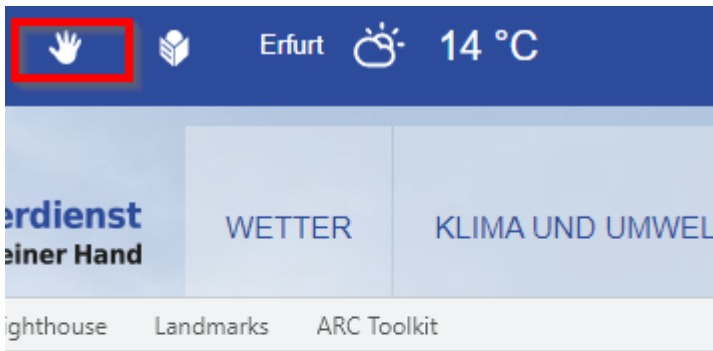 Erfurt 14 °C
erdienst
einer Hand
WETTER
KLIMA UND UMWEL
ighthouse Landmarks ARC Toolkit